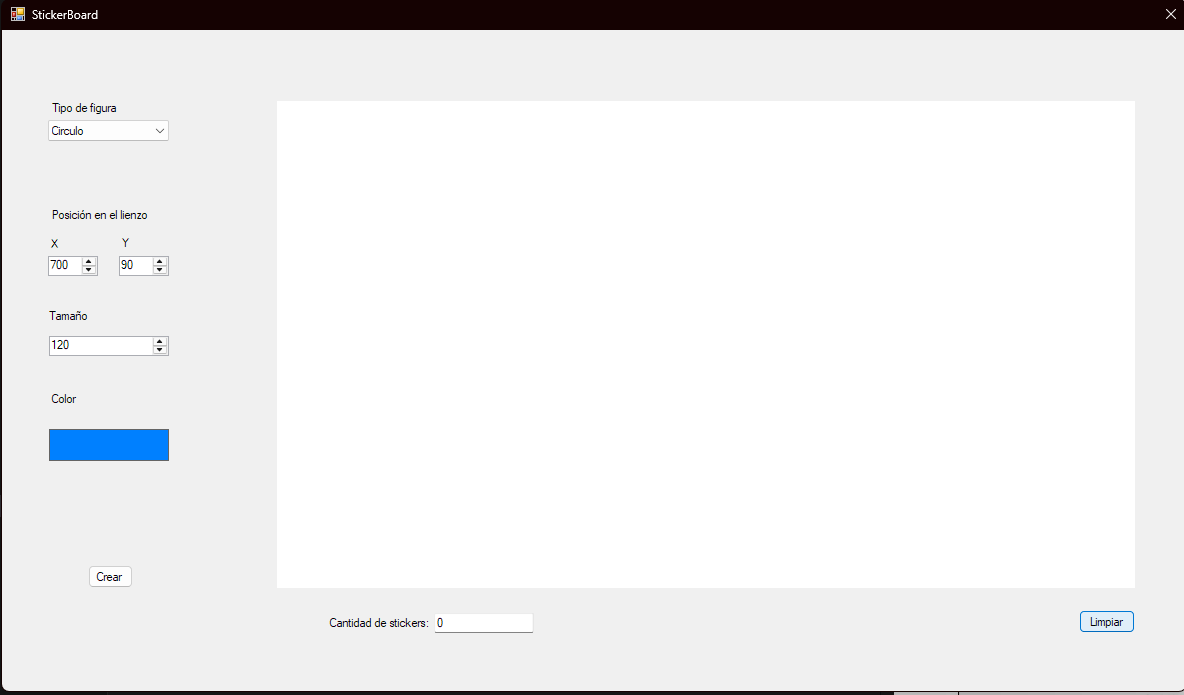 StickerBoard
Tipo de figura
Circulo
Posición en el lienzo
X Y
700 90
Tamaño
120
Color
Crear
Cantidad de stickers: 0
Limpiar